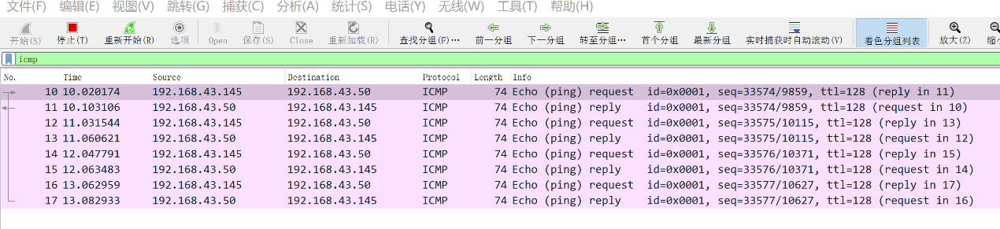 文件(F) 编辑(E) 视图(V) 跳转(G) 捕获(C) 分析(A) 统计(S) 电话(Y) 无线(W) 工具(T) 帮助(H)
开始(S) 停止(T) 重新开始(R) 选项 Open 保存(S) Close 重新加载(R) 查找分组(F)… 前一分组 下一分组 转至分组… 首个分组 最新分组 实时捕获时自动滚动(V) 着色分组列表 放大(Z)
icmp
No. Time Source Destination Protocol Length Info
10 10.020174 192.168.43.145 192.168.43.50 ICMP 74 Echo (ping) request id=0x0001, seq=33574/9859, ttl=128 (reply in 11)
11 10.103106 192.168.43.50 192.168.43.145 ICMP 74 Echo (ping) reply id=0x0001, seq=33574/9859, ttl=128 (request in 10)
12 11.031544 192.168.43.145 192.168.43.50 ICMP 74 Echo (ping) request id=0x0001, seq=33575/10115, ttl=128 (reply in 13)
13 11.060621 192.168.43.50 192.168.43.145 ICMP 74 Echo (ping) reply id=0x0001, seq=33575/10115, ttl=128 (request in 12)
14 12.047791 192.168.43.145 192.168.43.50 ICMP 74 Echo (ping) request id=0x0001, seq=33576/10371, ttl=128 (reply in 15)
15 12.063483 192.168.43.50 192.168.43.145 ICMP 74 Echo (ping) reply id=0x0001, seq=33576/10371, ttl=128 (request in 14)
16 13.062959 192.168.43.145 192.168.43.50 ICMP 74 Echo (ping) request id=0x0001, seq=33577/10627, ttl=128 (reply in 17)
17 13.082933 192.168.43.50 192.168.43.145 ICMP 74 Echo (ping) reply id=0x0001, seq=33577/10627, ttl=128 (request in 16)